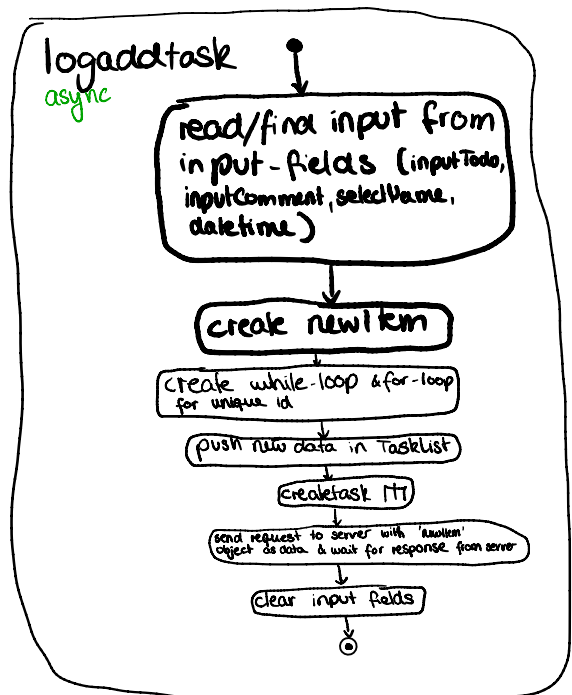 logaddtask
async
read/find input from
input-fields (inputTodo,
inputComment, selectName,
datetime)
create newItem
create while-loop & for-loop
for unique id
push new data in TaskList
createtask
send request to server with 'newItem'
object as data & wait for response from server
clear input fields